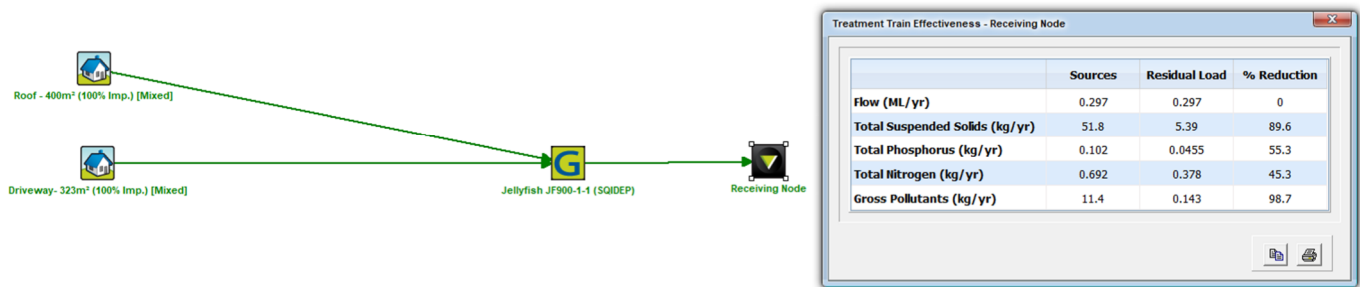 Roof - 400m² (100% Imp.) [Mixed]
Driveway- 323m² (100% Imp.) [Mixed]
G
Jellyfish JF900-1-1 (SQIDEP)
Receiving Node
Treatment Train Effectiveness - Receiving Node
Sources Residual Load % Reduction
Flow (ML/yr) 0.297 0.297 0
Total Suspended Solids (kg/yr) 51.8 5.39 89.6
Total Phosphorus (kg/yr) 0.102 0.0455 55.3
Total Nitrogen (kg/yr) 0.692 0.378 45.3
Gross Pollutants (kg/yr) 11.4 0.143 98.7